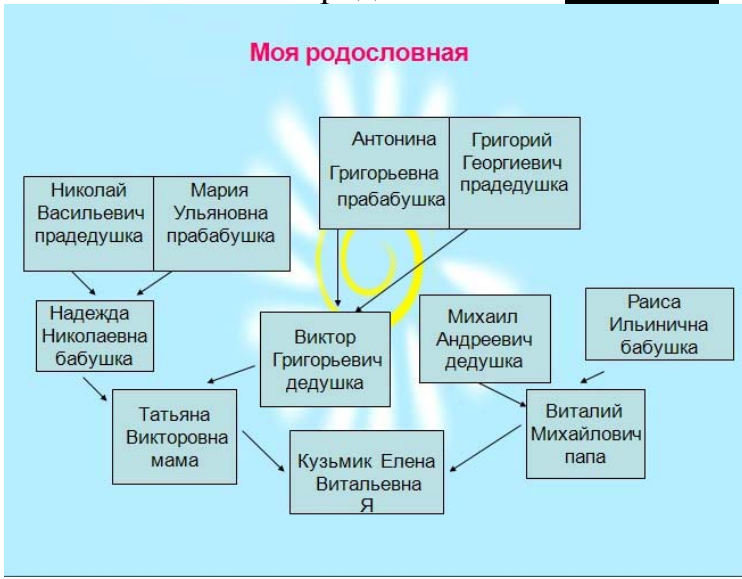 Моя родословная
Антонина
Григорьевна
прабабушка
Григорий
Георгиевич
прадедушка
Николай
Васильевич
прадедушка
Мария
Ульяновна
прабабушка
Надежда
Николаевна
бабушка
Виктор
Григорьевич
дедушка
Михаил
Андреевич
дедушка
Раиса
Ильинична
бабушка
Татьяна
Викторовна
мама
Кузьмик Елена
Витальевна
Я
Виталий
Михайлович
папа